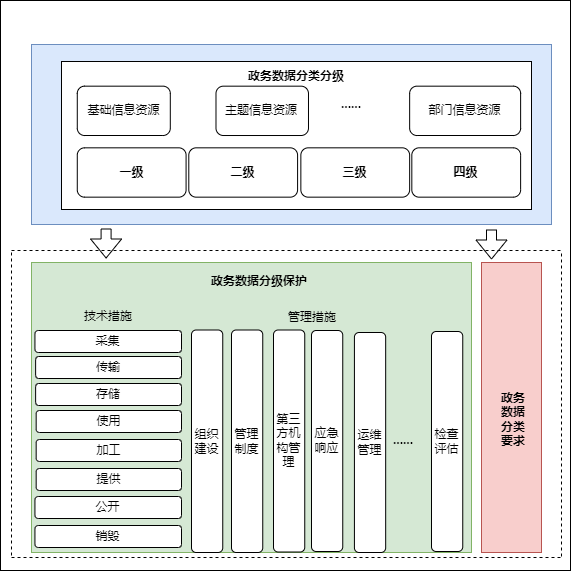 政务数据分类分级
基础信息资源
主题信息资源
……
部门信息资源
一级
二级
三级
四级
政务数据分级保护
技术措施
管理措施
采集
传输
存储
使用
加工
提供
公开
销毁
组织
建设
管理
制度
第三
方机
构管
理
应急
响应
运维
管理
……
检查
评估
政务
数据
分类
要求